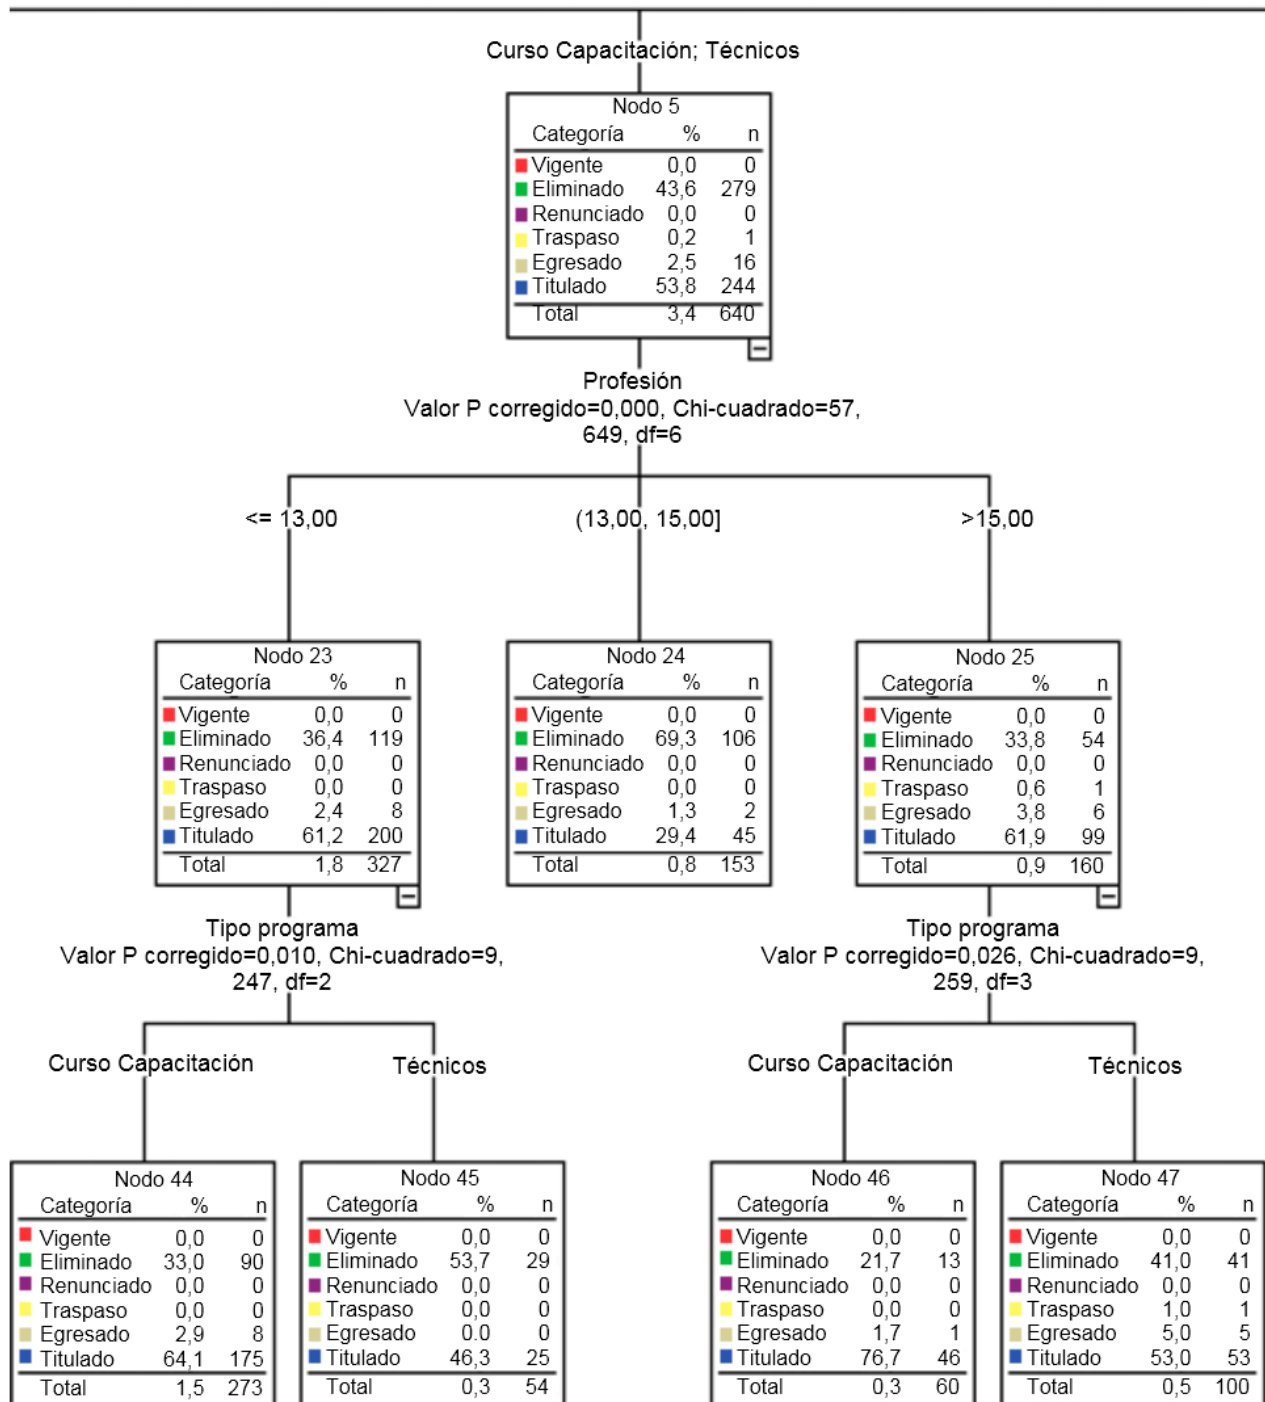 Curso Capacitación; Técnicos
Nodo 5
Categoría % n
Vigente 0,0 0
Eliminado 43,6 279
Renunciado 0,0 0
Traspaso 0,2 1
Egresado 2,5 16
Titulado 53,8 244
Total 3,4 640
Profesión
Valor P corregido=0,000, Chi-cuadrado=57,
649, df=6
<= 13,00
(13,00, 15,00]
>15,00
Nodo 23
Categoría % n
Vigente 0,0 0
Eliminado 36,4 119
Renunciado 0,0 0
Traspaso 0,0 0
Egresado 2,4 8
Titulado 61,2 200
Total 1,8 327
Nodo 24
Categoría % n
Vigente 0,0 0
Eliminado 69,3 106
Renunciado 0,0 0
Traspaso 0,0 0
Egresado 1,3 2
Titulado 29,4 45
Total 0,8 153
Nodo 25
Categoría % n
Vigente 0,0 0
Eliminado 33,8 54
Renunciado 0,0 0
Traspaso 0,6 1
Egresado 3,8 6
Titulado 61,9 99
Total 0,9 160
Tipo programa
Valor P corregido=0,010, Chi-cuadrado=9,
247, df=2
Tipo programa
Valor P corregido=0,026, Chi-cuadrado=9,
259, df=3
Curso Capacitación
Técnicos
Curso Capacitación
Técnicos
Nodo 44
Categoría % n
Vigente 0,0 0
Eliminado 33,0 90
Renunciado 0,0 0
Traspaso 0,0 0
Egresado 2,9 8
Titulado 64,1 175
Total 1,5 273
Nodo 45
Categoría % n
Vigente 0,0 0
Eliminado 53,7 29
Renunciado 0,0 0
Traspaso 0,0 0
Egresado 0.0 0
Titulado 46,3 25
Total 0,3 54
Nodo 46
Categoría % n
Vigente 0,0 0
Eliminado 21,7 13
Renunciado 0,0 0
Traspaso 0,0 0
Egresado 1,7 1
Titulado 76,7 46
Total 0,3 60
Nodo 47
Categoría % n
Vigente 0,0 0
Eliminado 41,0 41
Renunciado 0,0 0
Traspaso 1,0 1
Egresado 5,0 5
Titulado 53,0 53
Total 0,5 100